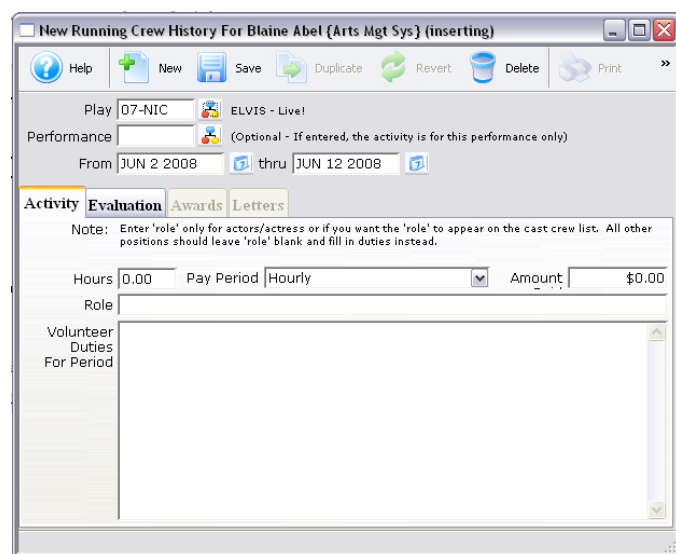 New Running Crew History For Blaine Abel {Arts Mgt Sys} (inserting)
Help New Save Duplicate Revert Delete Print »
Play 07-NIC ELVIS - Live!
Performance (Optional - If entered, the activity is for this performance only)
From JUN 2 2008 thru JUN 12 2008
Activity Evaluation Awards Letters
Note: Enter 'role' only for actors/actress or if you want the 'role' to appear on the cast crew list. All other
positions should leave 'role' blank and fill in duties instead.
Hours 0.00 Pay Period Hourly Amount $0.00
Role
Volunteer
Duties
For Period